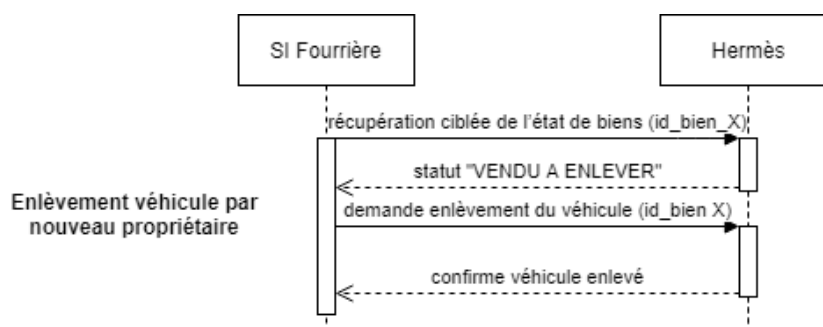 SI Fourrière
Hermès
récupération ciblée de l'état de biens (id_bien_X)
statut "VENDU A ENLEVER"
Enlèvement véhicule par
nouveau propriétaire
demande enlèvement du véhicule (id_bien X)
confirme véhicule enlevé